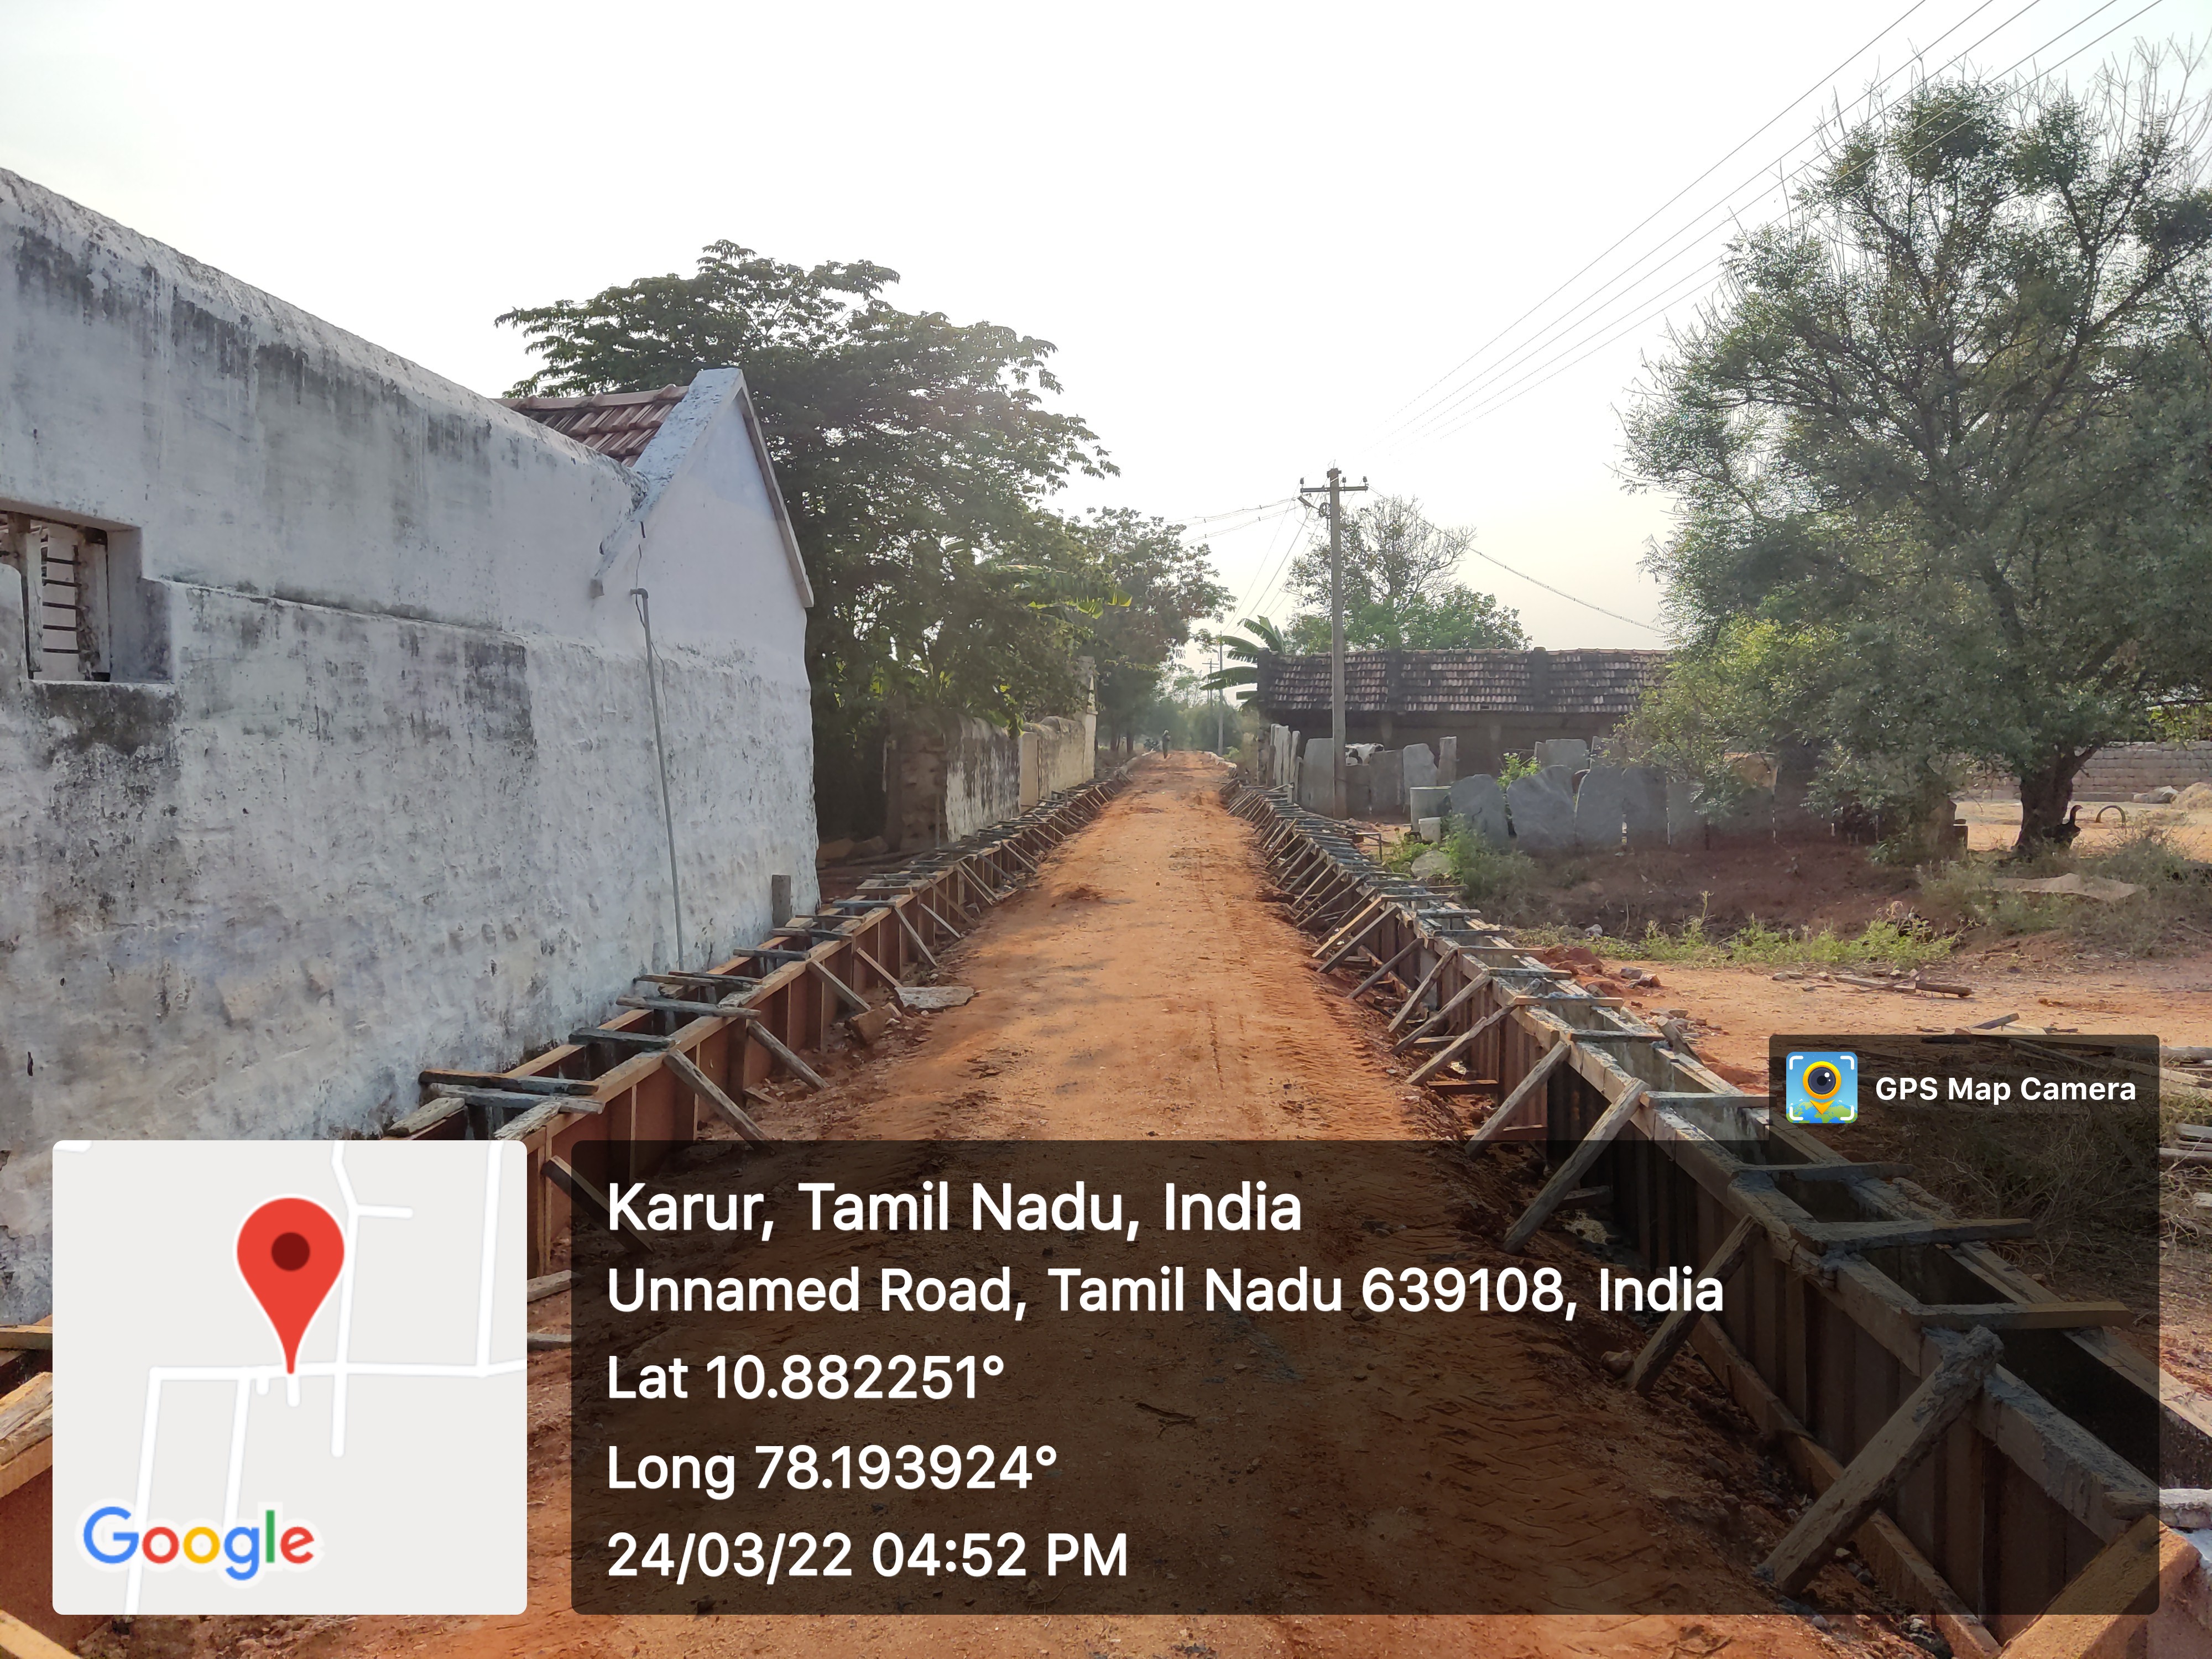 GPS Map Camera
Karur, Tamil Nadu, India
Unnamed Road, Tamil Nadu 639108, India
Lat 10.882251°
Long 78.193924°
24/03/22 04:52 PM
Google